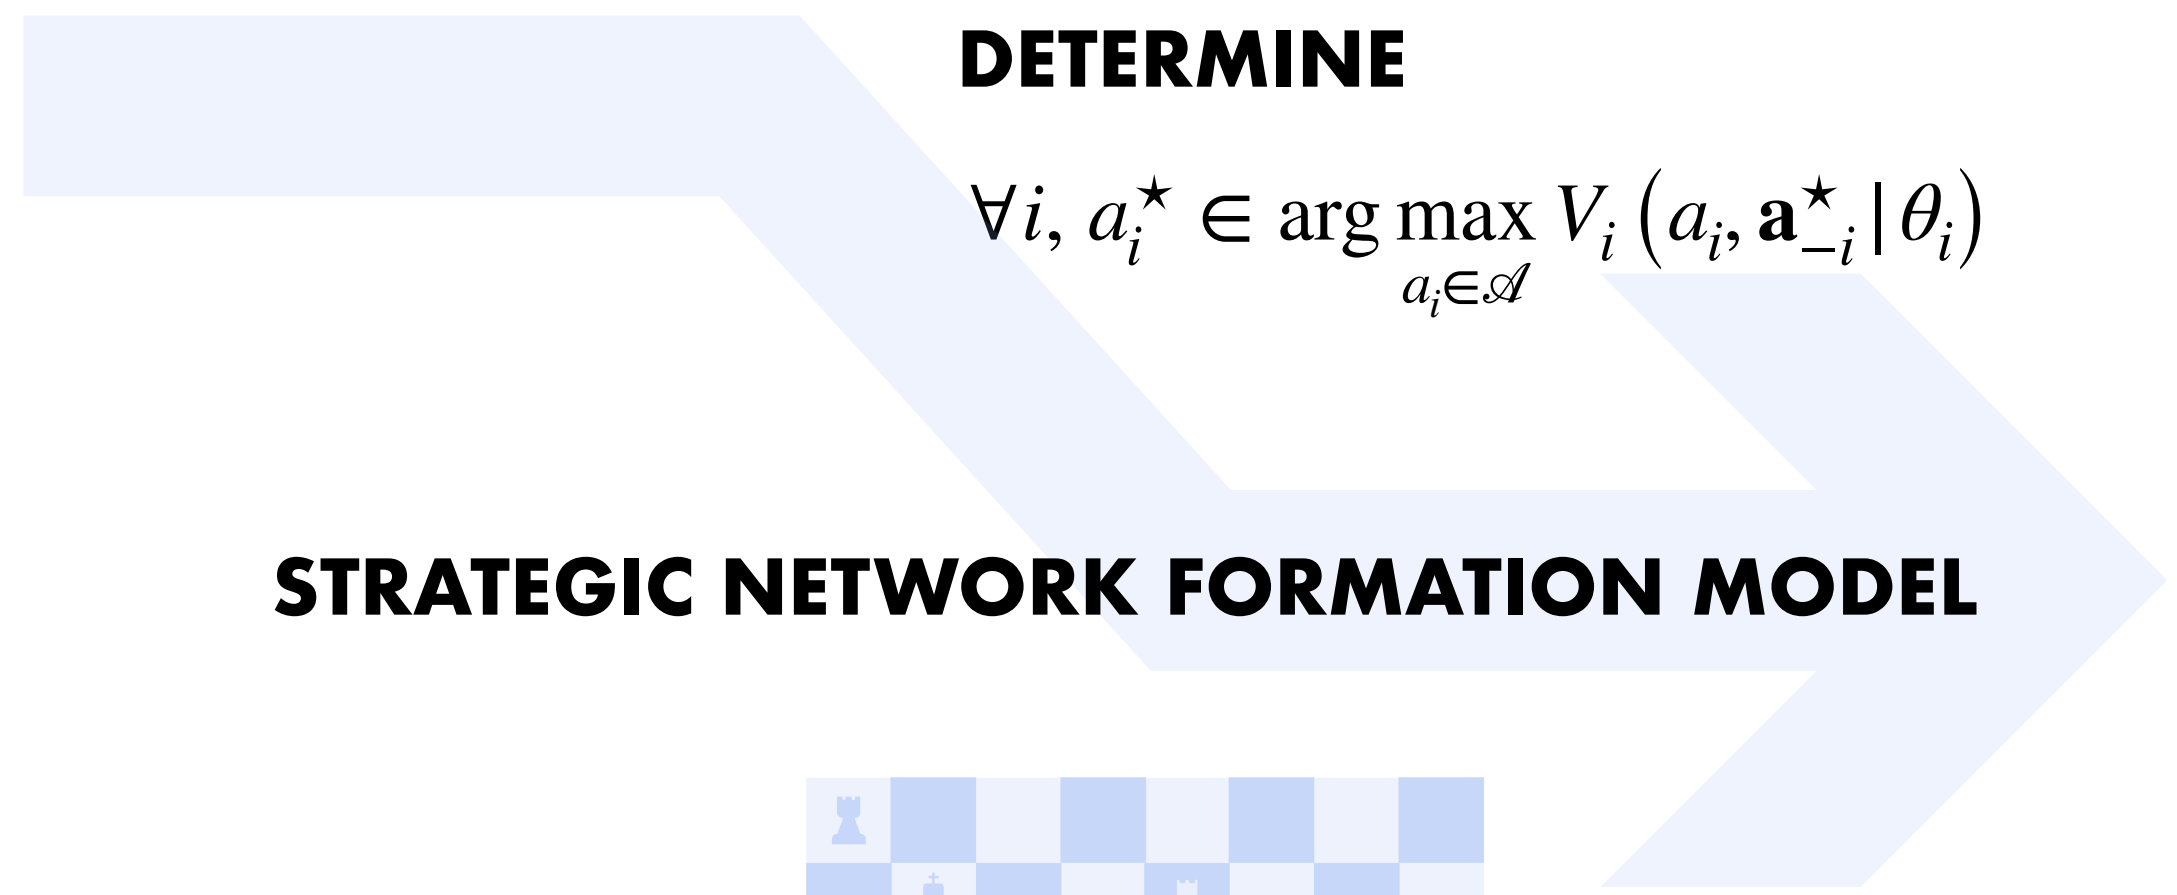 DETERMINE
∀i, a_i^★ ∈ arg max_{a_i∈𝒜} V_i (a_i, 𝐚_{−i}^★ | θ_i)
STRATEGIC NETWORK FORMATION MODEL